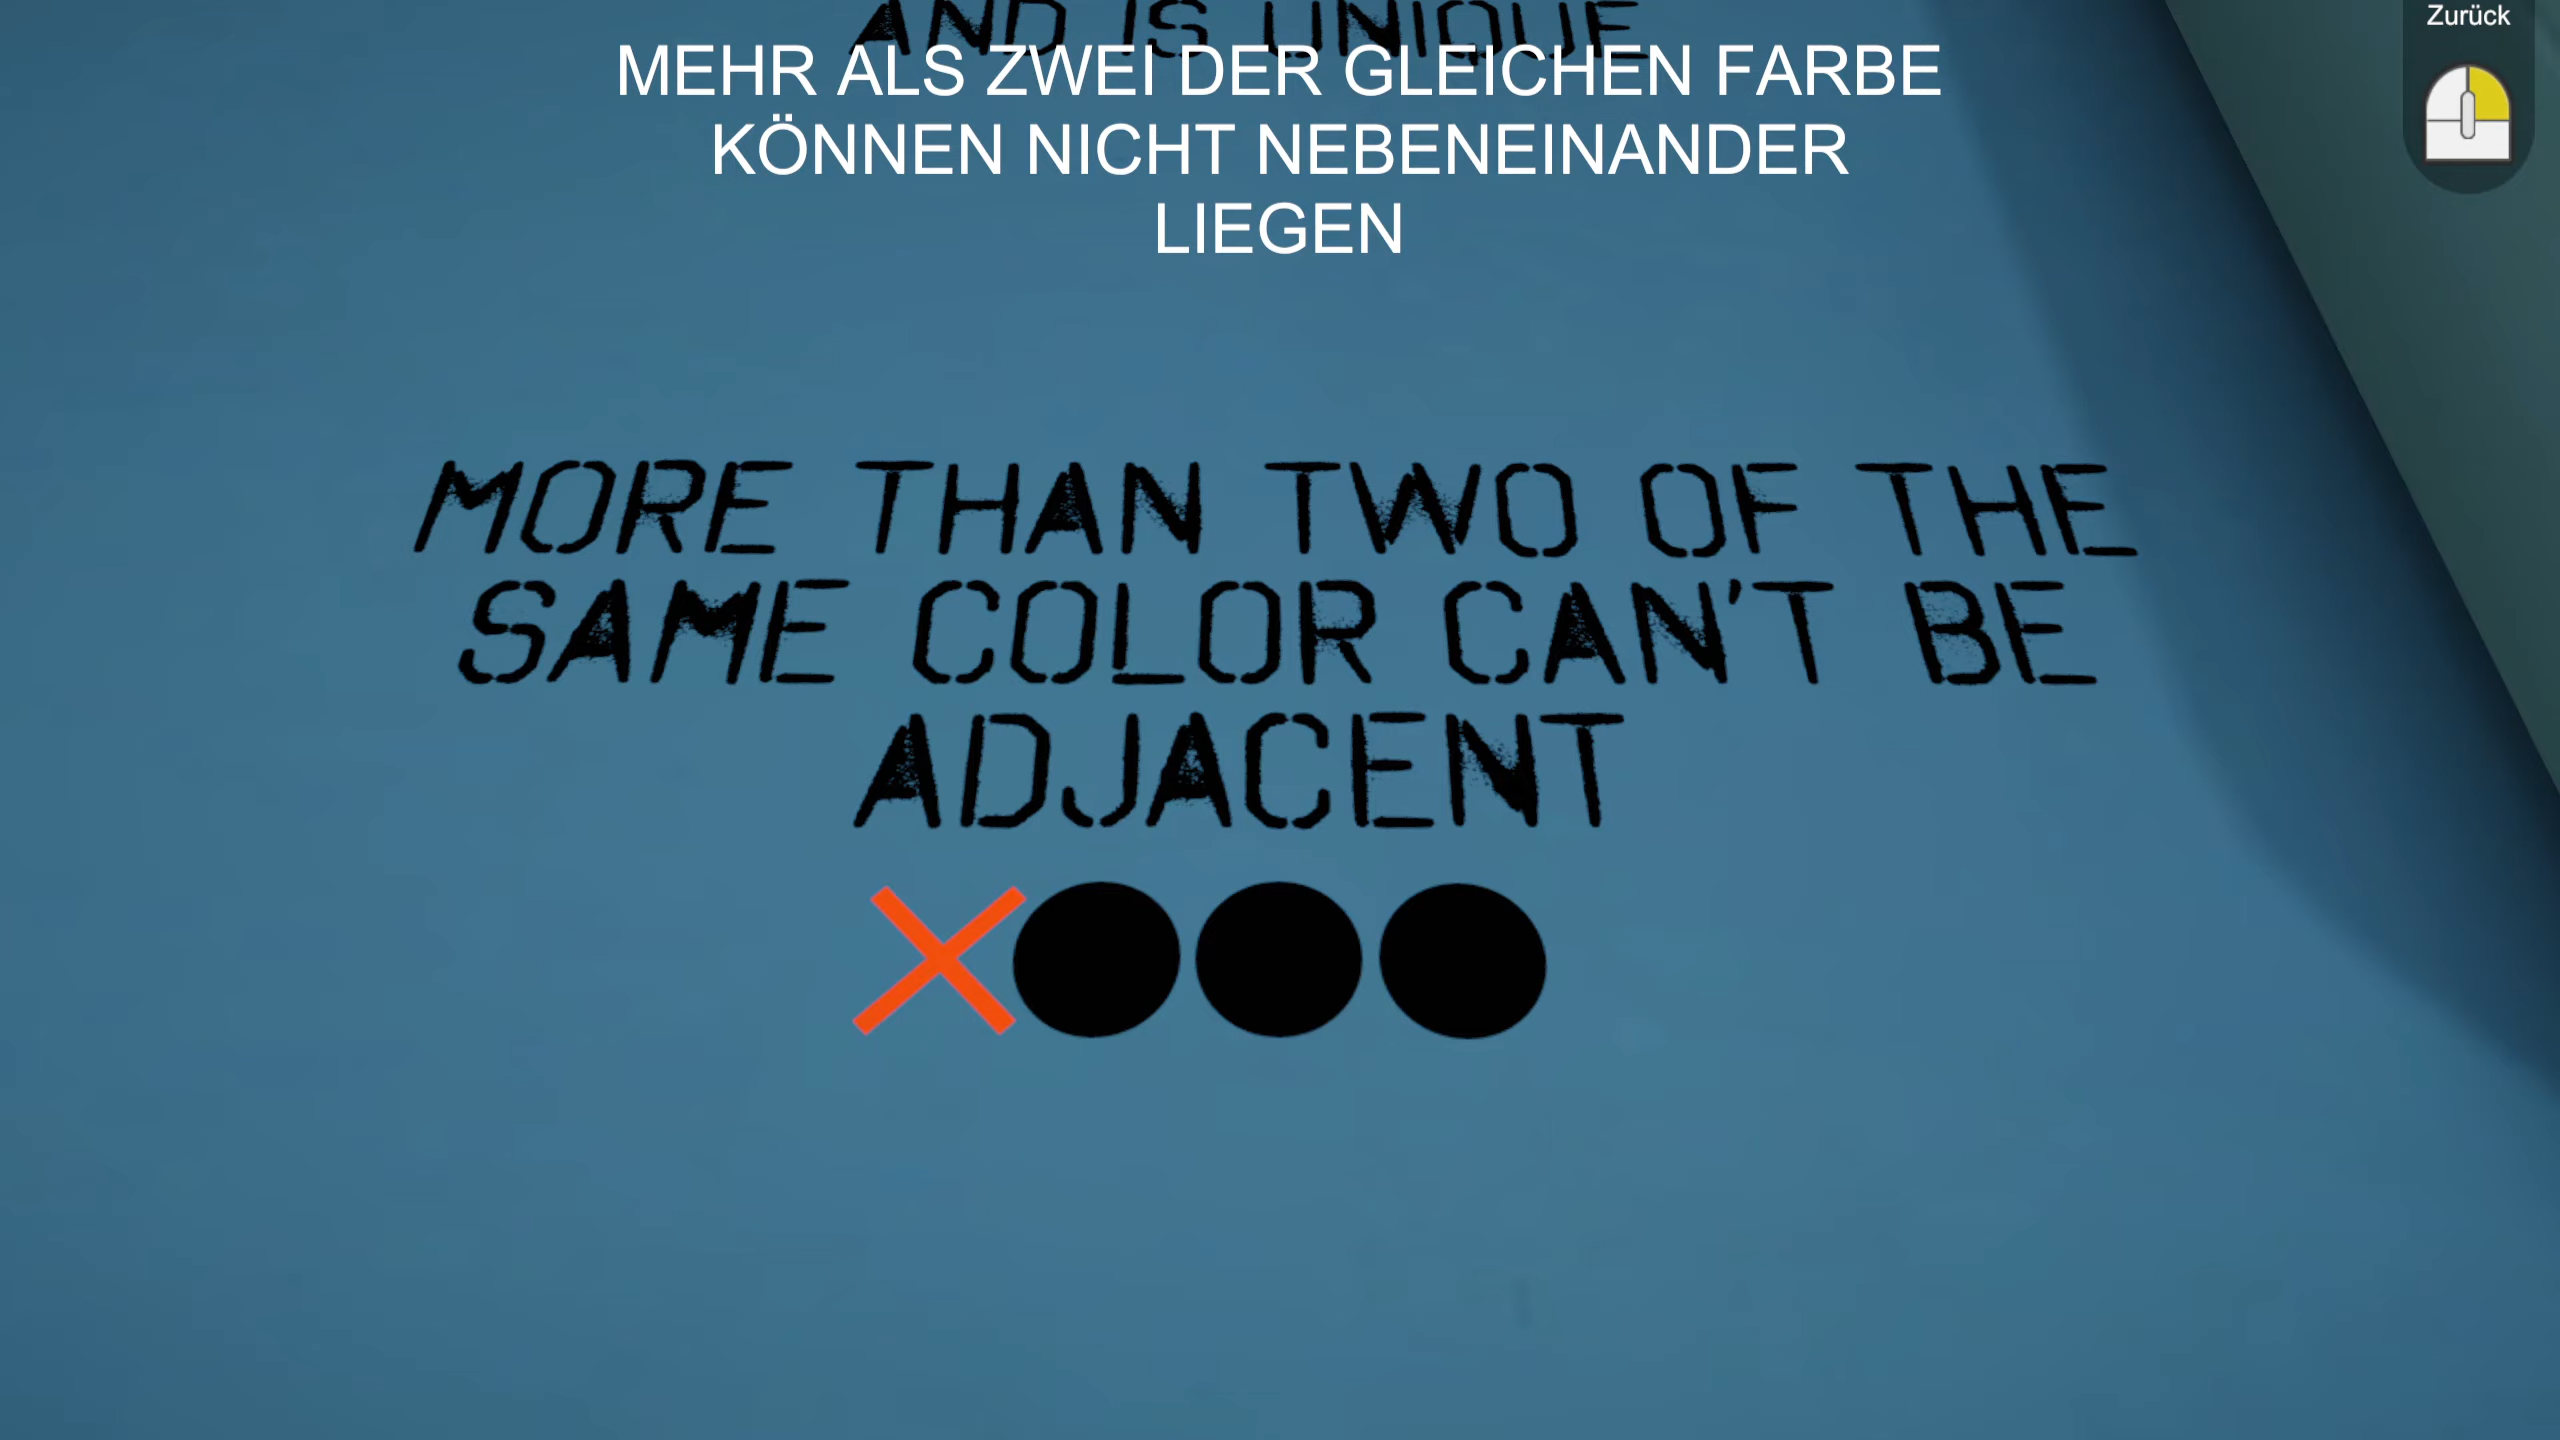 Zurück
AND IS UNIQUE
MEHR ALS ZWEI DER GLEICHEN FARBE
KÖNNEN NICHT NEBENEINANDER
LIEGEN
MORE THAN TWO OF THE
SAME COLOR CAN'T BE
ADJACENT